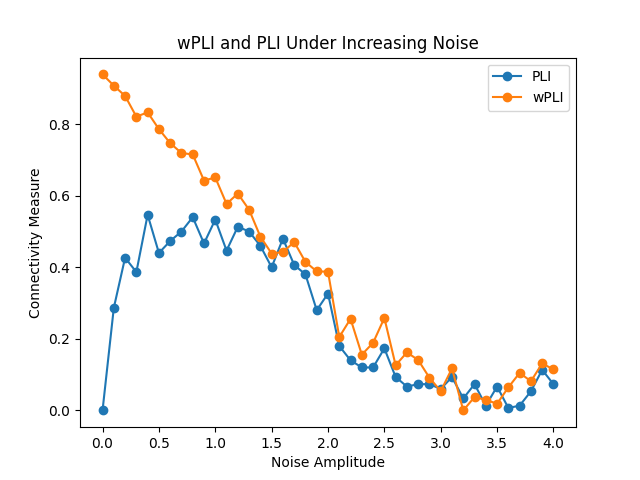 wPLI and PLI Under Increasing Noise
PLI
wPLI
Connectivity Measure
0.8
0.6
0.4
0.2
0.0
0.0 0.5 1.0 1.5 2.0 2.5 3.0 3.5 4.0
Noise Amplitude